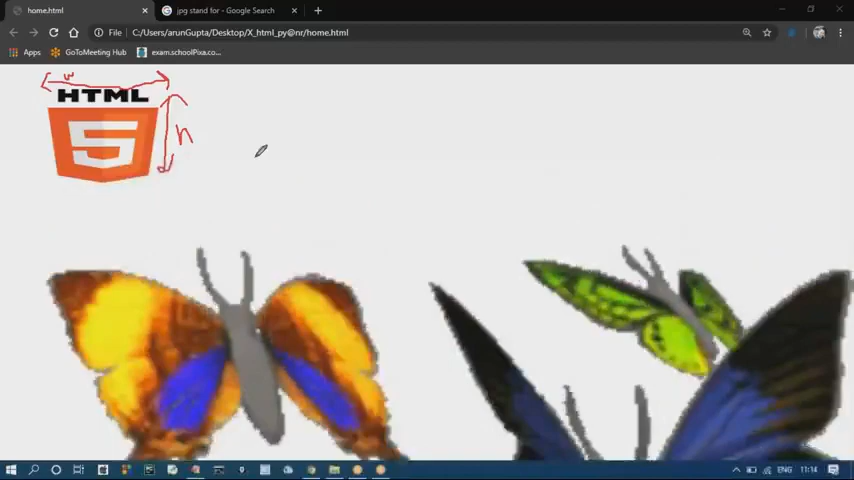 home.html
jpg stand for - Google Search
File
C:/Users/arunGupta/Desktop/X_html_py@nr/home.html
Apps
GoToMeeting Hub
exam.schoolPixa.co...
w
HTML
5
h
ENG
11:14